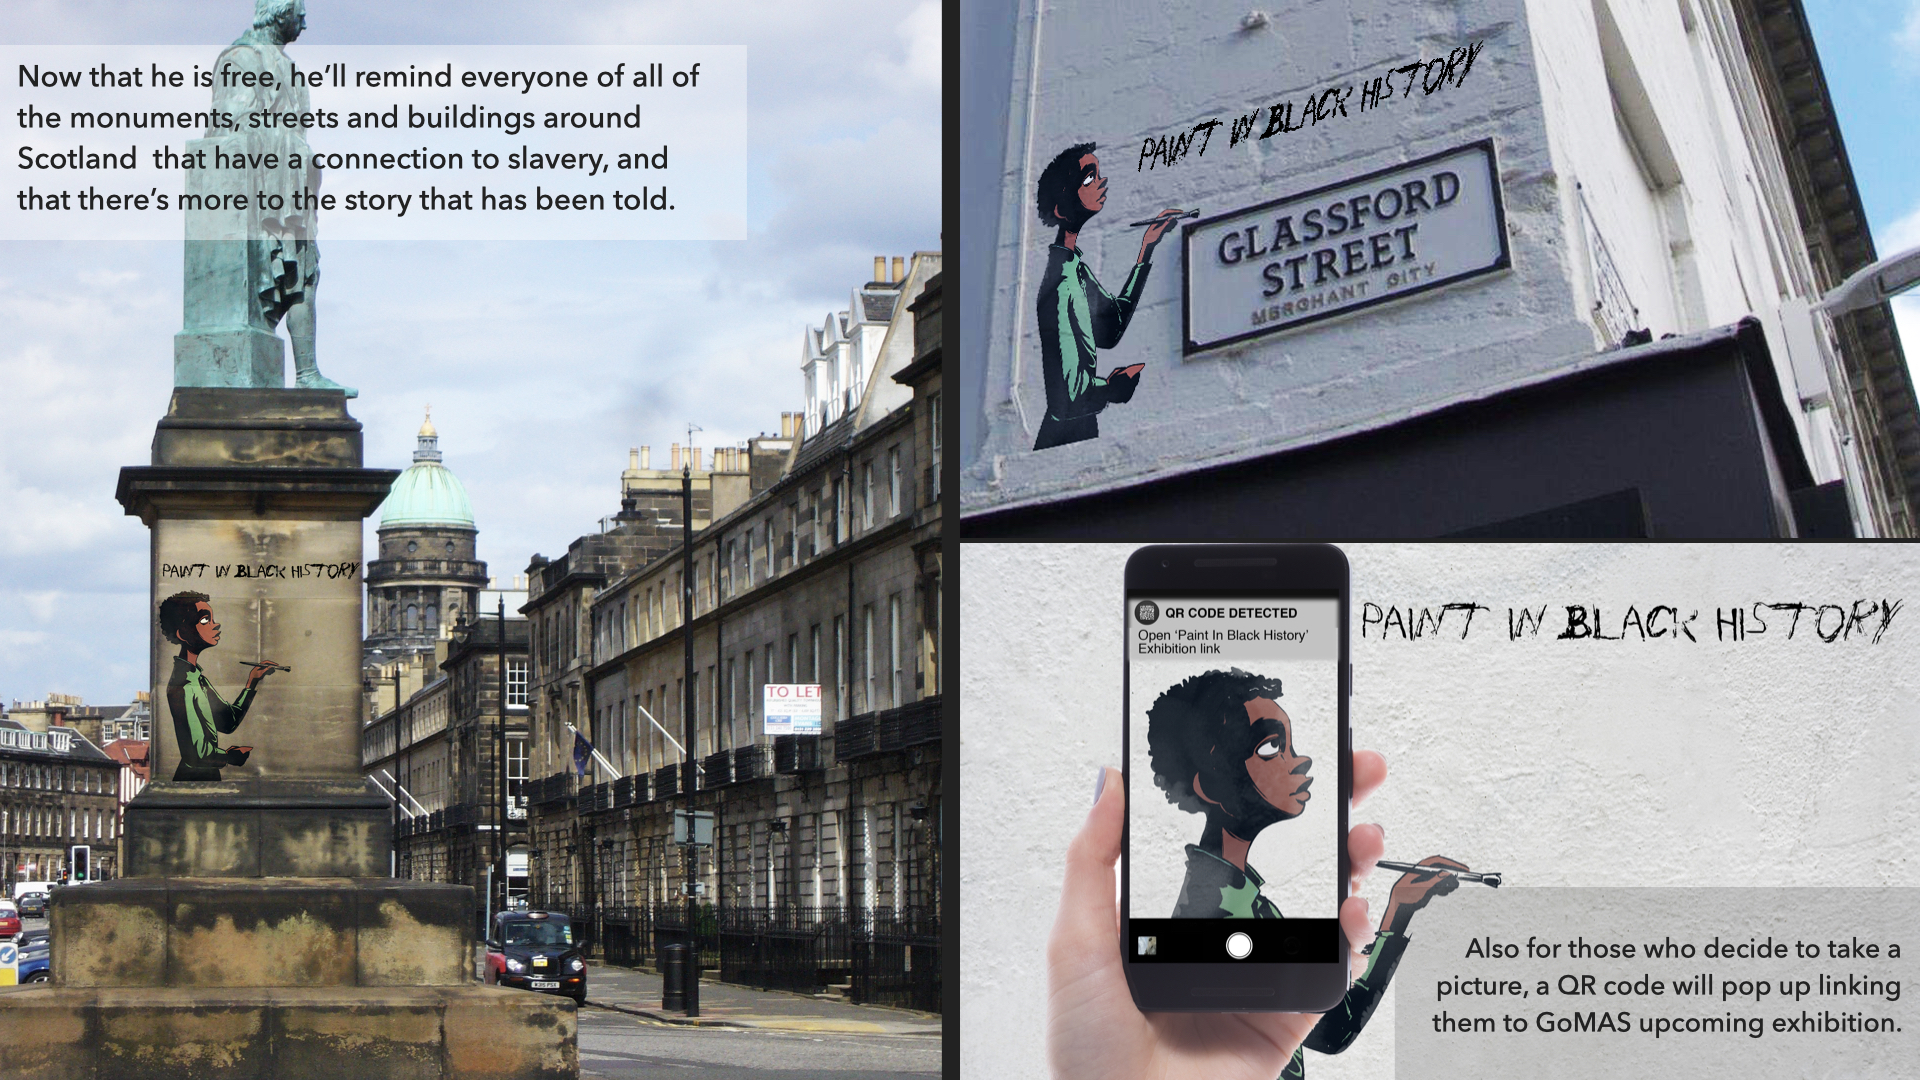 Now that he is free, he'll remind everyone of all of
the monuments, streets and buildings around
Scotland that have a connection to slavery, and
that there's more to the story that has been told.
PAINT IN BLACK HISTORY
TO LET
PAINT IN BLACK HISTORY
GLASSFORD
STREET
MERCHANT CITY
QR CODE DETECTED
Open 'Paint In Black History'
Exhibition link
PAINT IN BLACK HISTORY
Also for those who decide to take a
picture, a QR code will pop up linking
them to GoMAS upcoming exhibition.